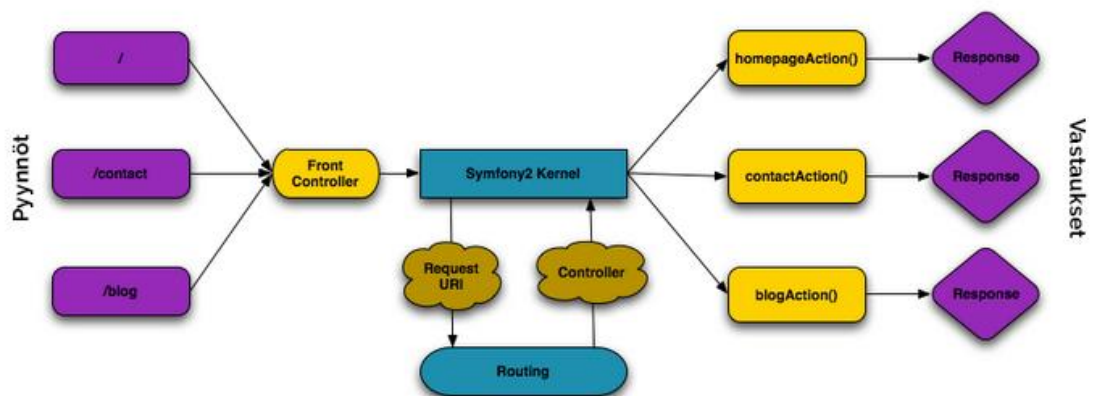 Pyynnöt
/
/contact
/blog
Front
Controller
Symfony2 Kernel
Request
URI
Controller
Routing
homepageAction()
contactAction()
blogAction()
Response
Response
Response
Vastaukset